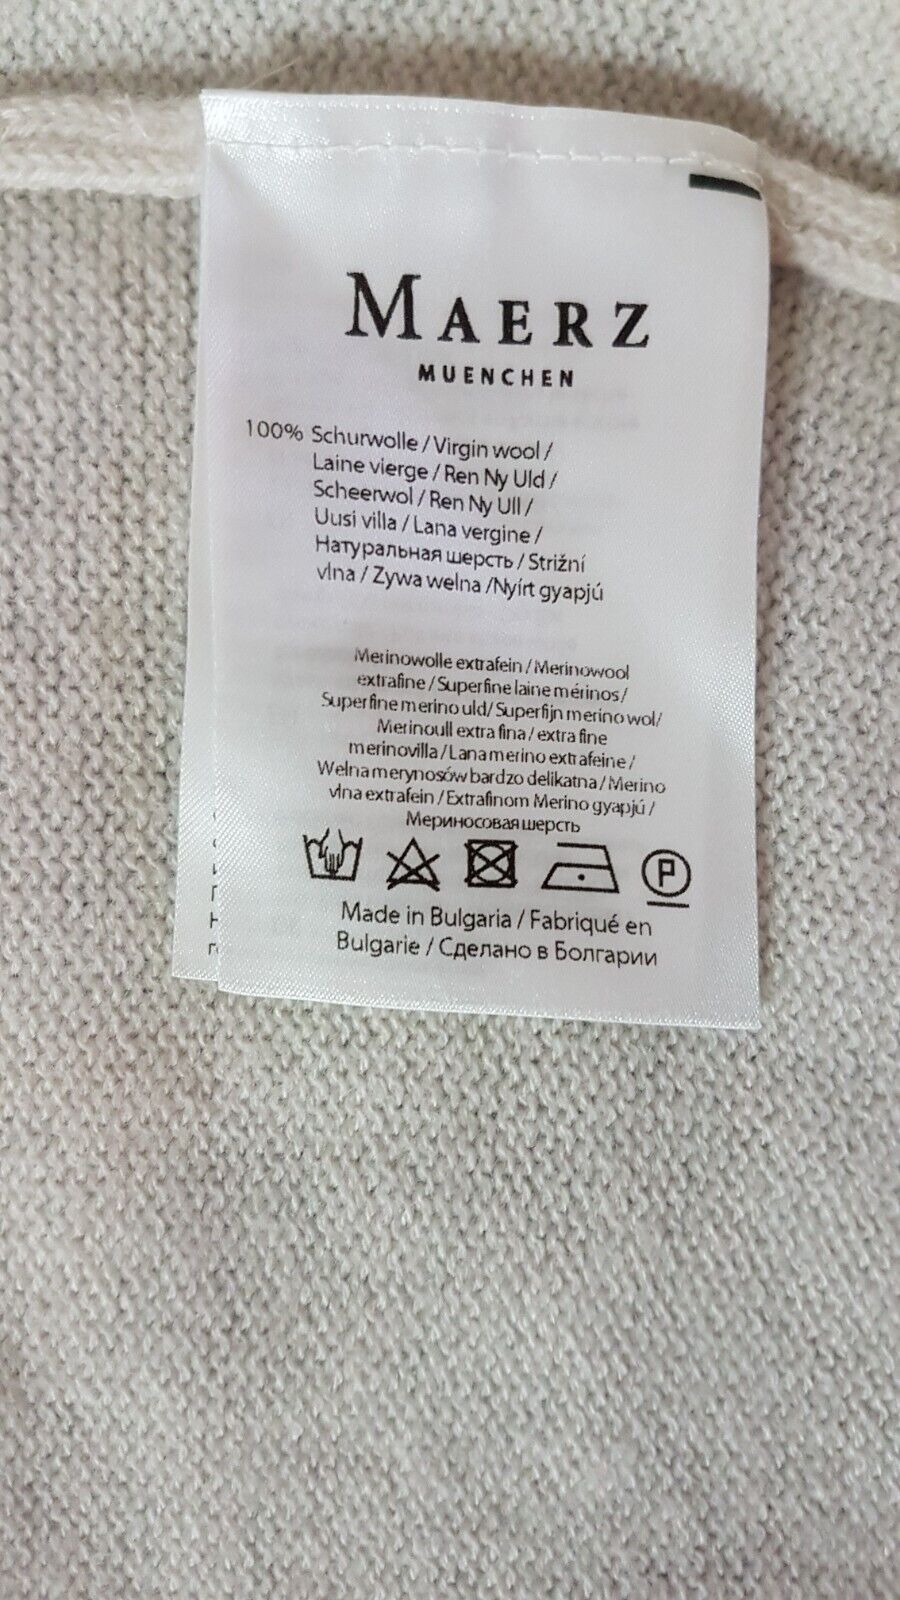 MAERZ
MUENCHEN
100% Schurwolle / Virgin wool /
Laine vierge / Ren Ny Uld /
Scheerwol / Ren Ny Ull /
Uusi villa / Lana vergine /
Натуральная шерсть / Strižní
vlna / Zywa welna /Nyírt gyapjú
Merinowolle extrafein / Merinowool
extrafine / Superfine laine mérinos /
Superfine merino uld/ Superfijn merino wol/
Merinoull extra fina / extra fine
merinovilla / Lana merino extrafeine /
Welna merynosów bardzo delikatna / Merino
vlna extrafein / Extrafinom Merino gyapjú /
Мериносовая шерсть
P
Made in Bulgaria / Fabriqué en
Bulgarie / Сделано в Болгарии